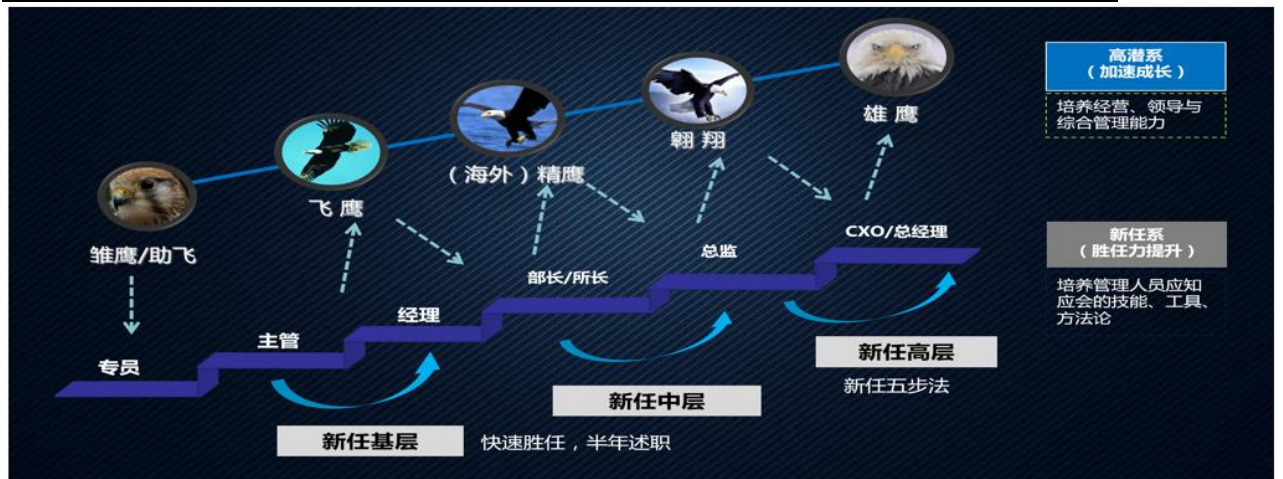 雄鹰
翱翔
（海外）精鹰
飞鹰
雏鹰/助飞
专员
主管
经理
部长/所长
总监
CXO/总经理
新任基层
快速胜任，半年述职
新任中层
新任高层
新任五步法
高潜系
（加速成长）
培养经营、领导与
综合管理能力
新任系
（胜任力提升）
培养管理人员应知
应会的技能、工具、
方法论